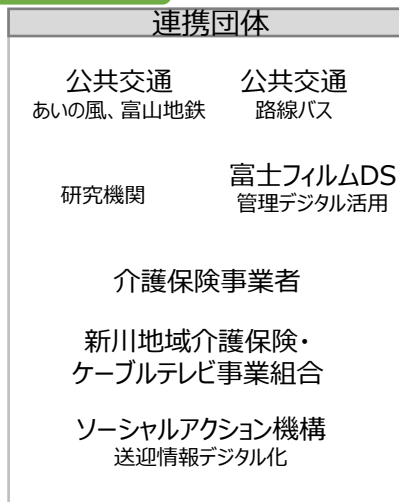 連携団体
公共交通
あいの風、富山地鉄
公共交通
路線バス
研究機関
富士フィルムDS
管理デジタル活用
介護保険事業者
新川地域介護保険・
ケーブルテレビ事業組合
ソーシャルアクション機構
送迎情報デジタル化